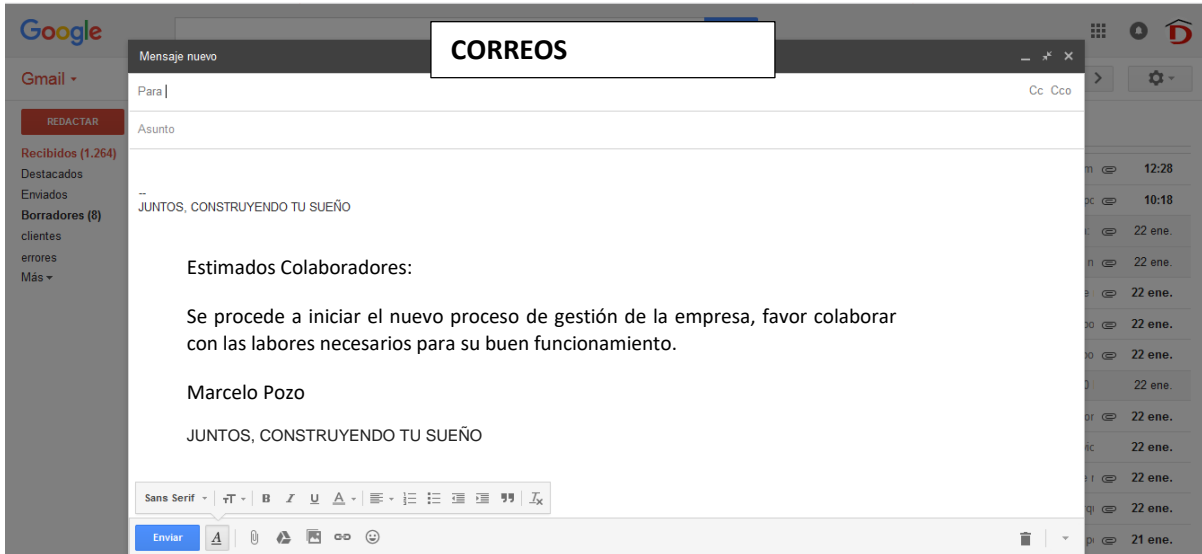 Google
CORREOS
Mensaje nuevo
Gmail
Para
Cc Cco
REDACTAR
Asunto
Recibidos (1.264)
Destacados
Enviados
Borradores (8)
clientes
errores
Más
--
JUNTOS, CONSTRUYENDO TU SUEÑO
Estimados Colaboradores:
Se procede a iniciar el nuevo proceso de gestión de la empresa, favor colaborar
con las labores necesarios para su buen funcionamiento.
Marcelo Pozo
JUNTOS, CONSTRUYENDO TU SUEÑO
12:28
10:18
22 ene.
22 ene.
22 ene.
22 ene.
22 ene.
22 ene.
22 ene.
22 ene.
22 ene.
22 ene.
21 ene.
Sans Serif
Enviar